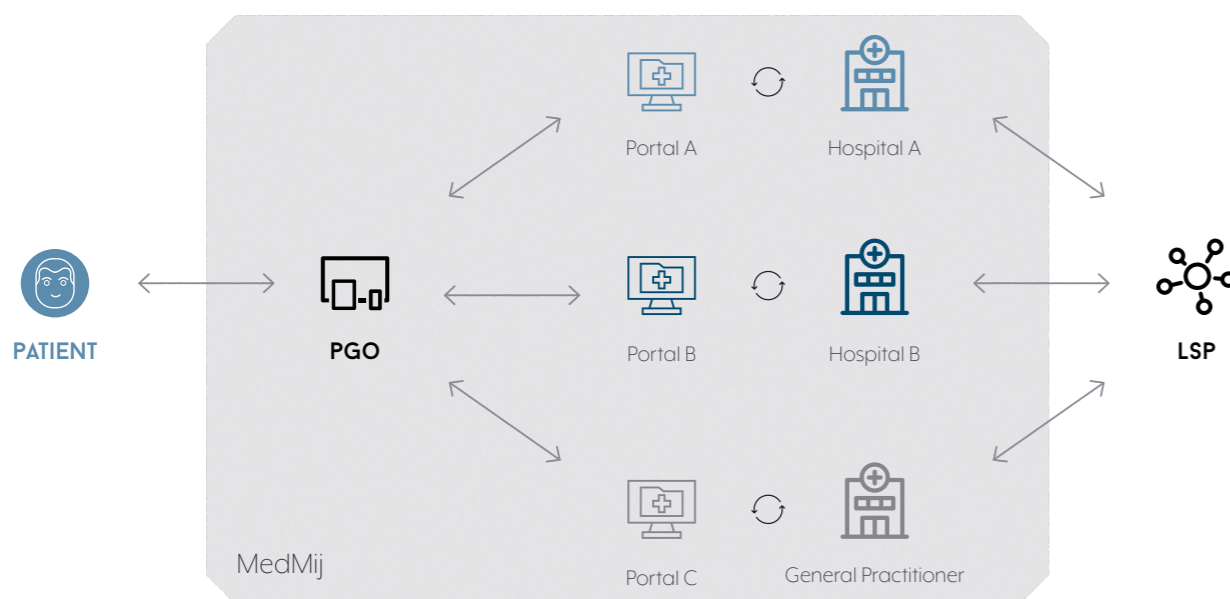 Portal A
Hospital A
PATIENT
PGO
Portal B
Hospital B
LSP
MedMij
Portal C
General Practitioner